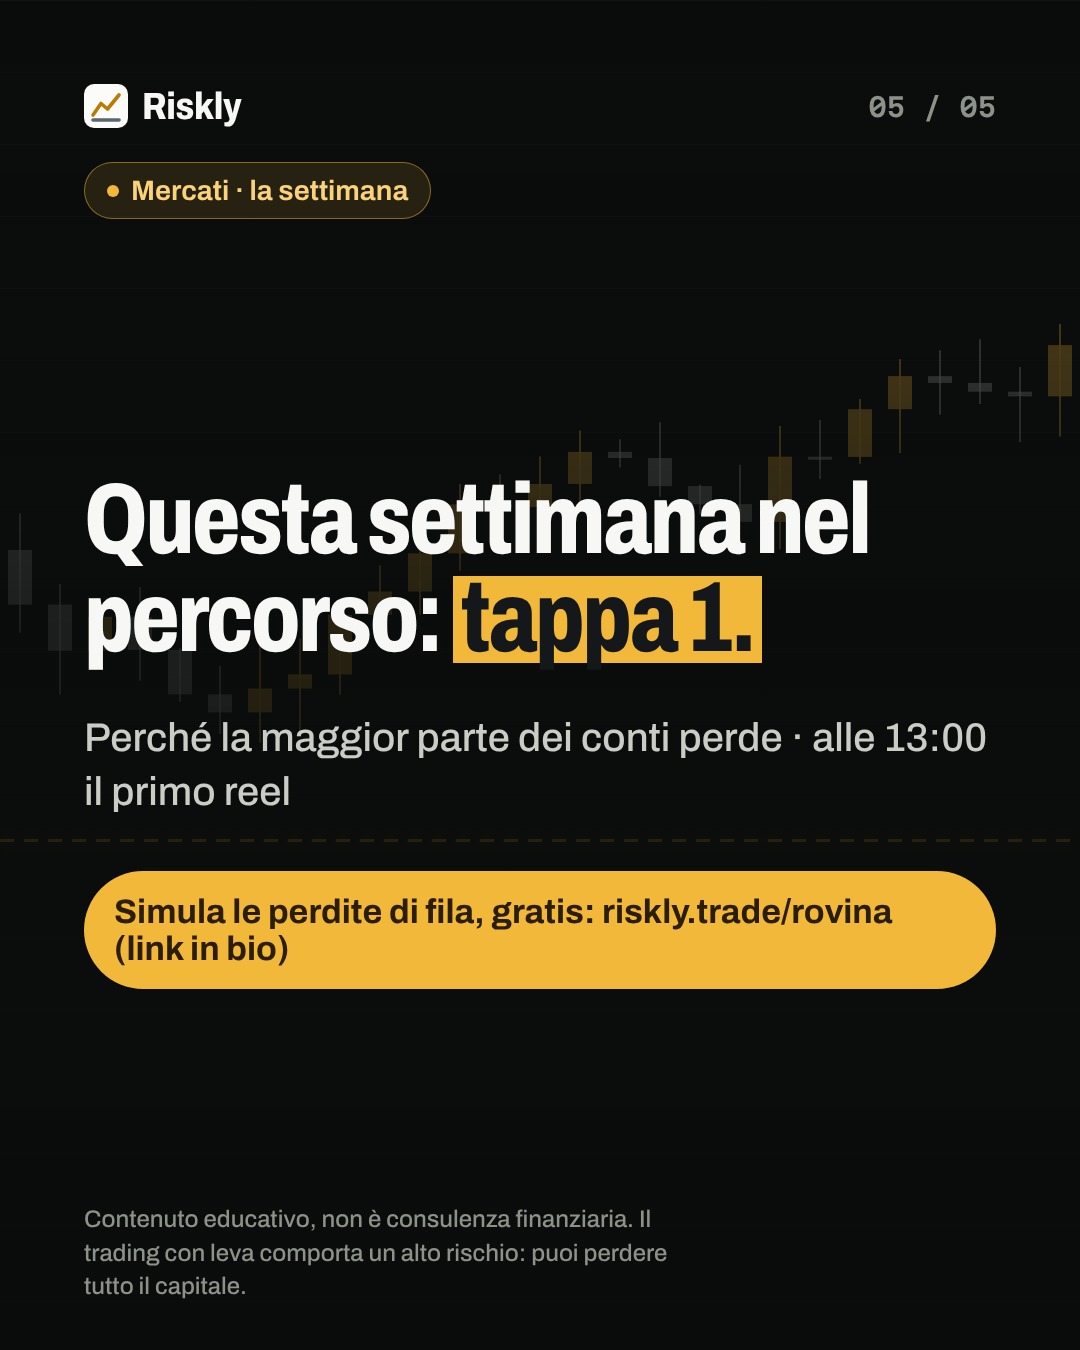 Riskly
05 / 05
Mercati · la settimana
Questa settimana nel
percorso: tappa 1.
Perché la maggior parte dei conti perde · alle 13:00
il primo reel
Simula le perdite di fila, gratis: riskly.trade/rovina
(link in bio)
Contenuto educativo, non è consulenza finanziaria. Il
trading con leva comporta un alto rischio: puoi perdere
tutto il capitale.